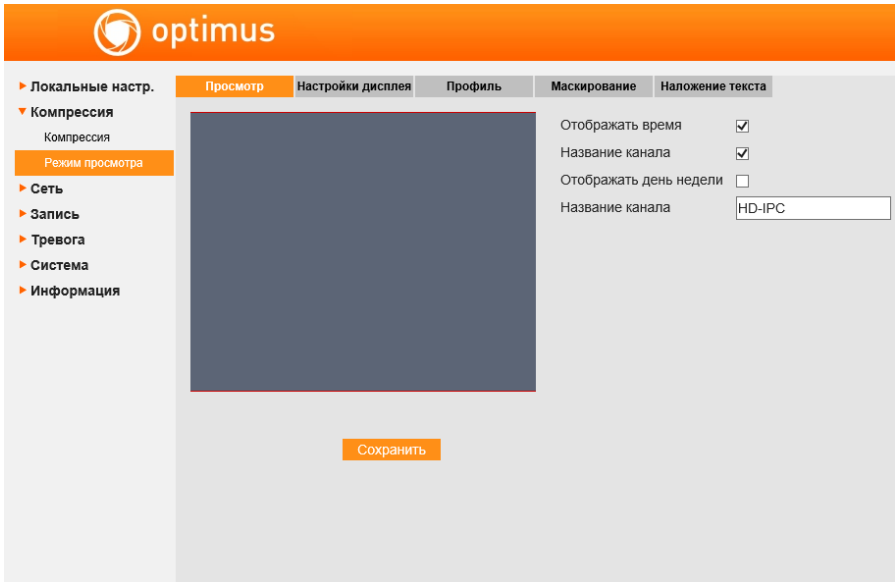 optimus
Локальные настр.
Компрессия
Компрессия
Режим просмотра
Сеть
Запись
Тревога
Система
Информация
Просмотр
Настройки дисплея
Профиль
Маскирование
Наложение текста
Отображать время
Название канала
Отображать день недели
Название канала
HD-IPC
Сохранить